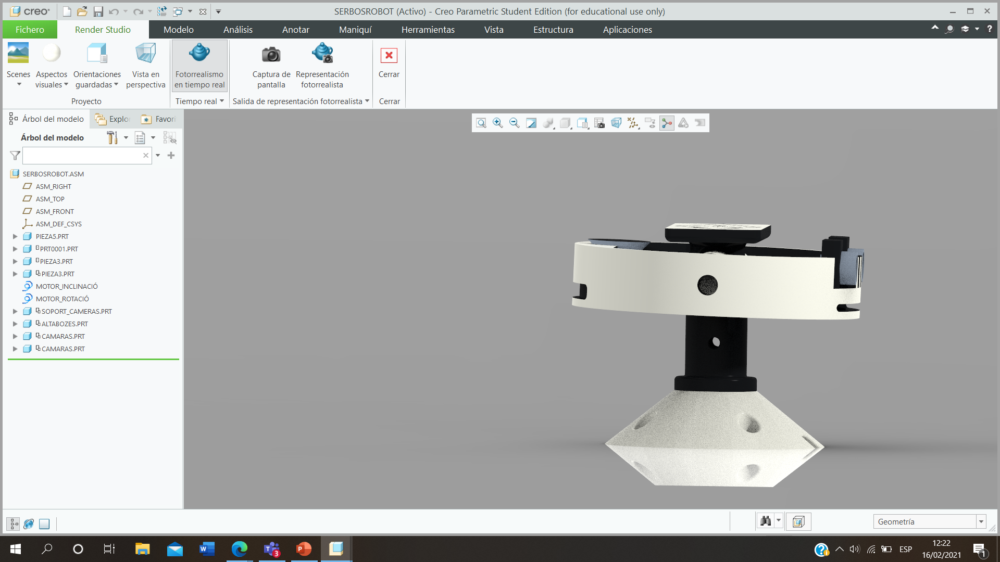 creo
SERBOSROBOT (Activo) - Creo Parametric Student Edition (for educational use only)
Fichero Render Studio Modelo Análisis Anotar Maniquí Herramientas Vista Estructura Aplicaciones
Scenes Aspectos visuales Orientaciones guardadas Vista en perspectiva Fotorrealismo en tiempo real Captura de pantalla Representación fotorrealista Cerrar
Proyecto Tiempo real Salida de representación fotorrealista Cerrar
Árbol del modelo Explo Favori
Árbol del modelo
SERBOSROBOT.ASM
ASM_RIGHT
ASM_TOP
ASM_FRONT
ASM_DEF_CSYS
PIEZA5.PRT
PRT0001.PRT
PIEZA3.PRT
PIEZA3.PRT
MOTOR_INCLINACIÓ
MOTOR_ROTACIÓ
SOPORT_CAMERAS.PRT
ALTABOZES.PRT
CAMARAS.PRT
CAMARAS.PRT
Geometría
ESP
12:22
16/02/2021
3
1